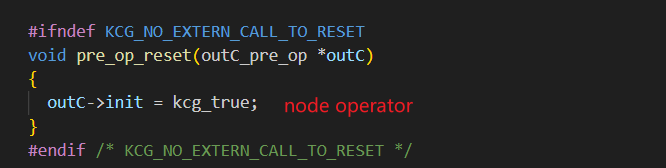 #ifndef KCG_NO_EXTERN_CALL_TO_RESET
void pre_op_reset(outC_pre_op *outC)
{
outC->init = kcg_true; node operator
}
#endif /* KCG_NO_EXTERN_CALL_TO_RESET */